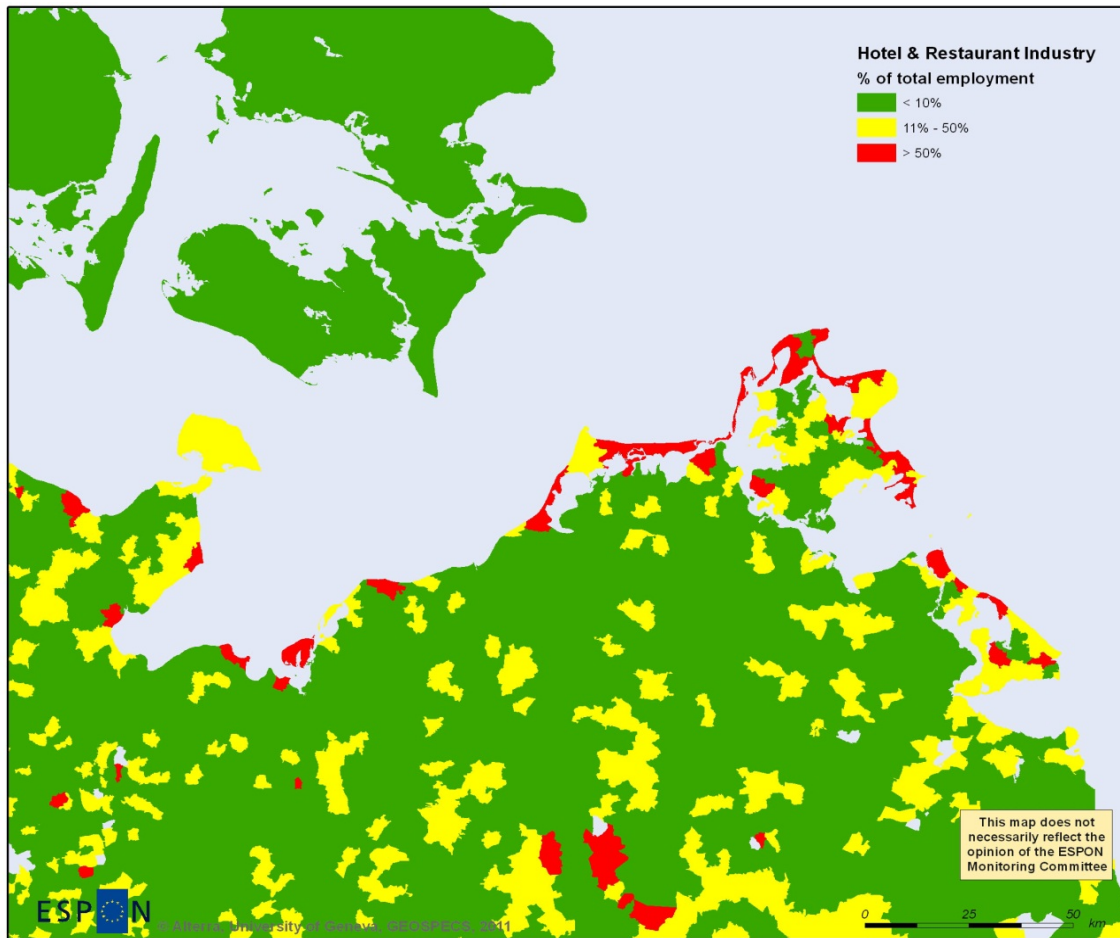 Hotel & Restaurant Industry
% of total employment
< 10%
11% - 50%
> 50%
This map does not
necessarily reflect the
opinion of the ESPON
Monitoring Committee
ESPON
© Alterra, University of Geneva, GEOSPECS, 2011
0 25 50
km